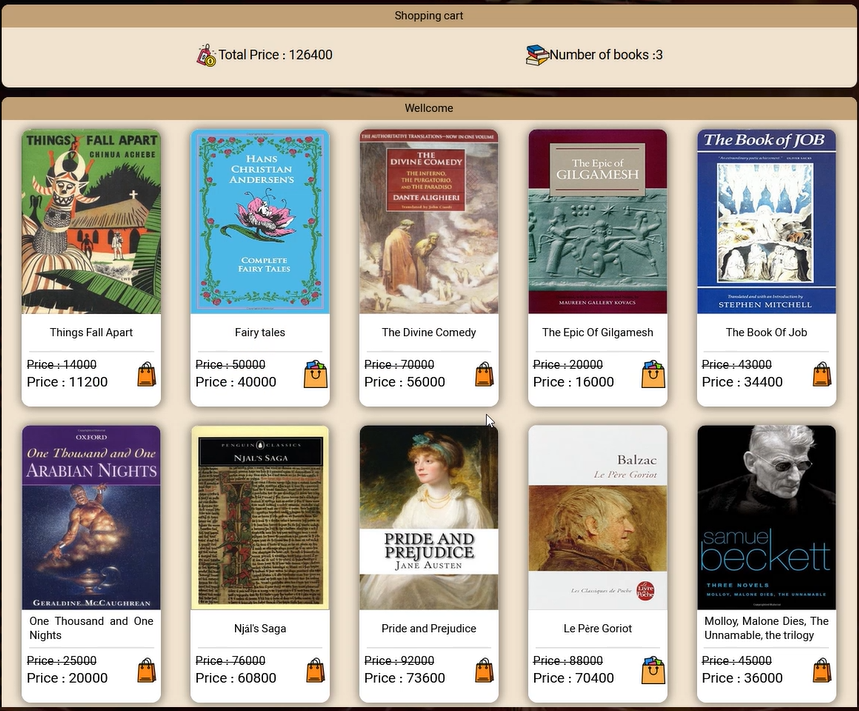 Shopping cart
Total Price : 126400
Number of books :3
Wellcome
THINGS FALL APART
CHINUA ACHEBE
HANS
CHRISTIAN
ANDERSEN'S
COMPLETE
FAIRY TALES
THE AUTHORITATIVE TRANSLATIONS—NOW IN ONE VOLUME
THE
DIVINE COMEDY
THE INFERNO,
THE PURGATORIO,
AND THE PARADISO
DANTE ALIGHIERI
Translated by John Ciardi
The Epic of
GILGAMESH
MAUREEN GALLERY KOVACS
The Book of JOB
Translated and with an Introduction by
STEPHEN MITCHELL
Things Fall Apart
Fairy tales
The Divine Comedy
The Epic Of Gilgamesh
The Book Of Job
Price : 14000
Price : 11200
Price : 50000
Price : 40000
Price : 70000
Price : 56000
Price : 20000
Price : 16000
Price : 43000
Price : 34400
OXFORD
One Thousand and One
ARABIAN NIGHTS
GERALDINE McCAUGHREAN
PENGUIN CLASSICS
NJAL'S SAGA
PRIDE AND
PREJUDICE
JANE AUSTEN
Balzac
Le Père Goriot
Les Classiques de Poche
Le Livre de Poche
samuel
beckett
THREE NOVELS
MOLLOY, MALONE DIES, THE UNNAMABLE
One Thousand and One
Nights
Njál's Saga
Pride and Prejudice
Le Père Goriot
Molloy, Malone Dies, The
Unnamable, the trilogy
Price : 25000
Price : 20000
Price : 76000
Price : 60800
Price : 92000
Price : 73600
Price : 88000
Price : 70400
Price : 45000
Price : 36000